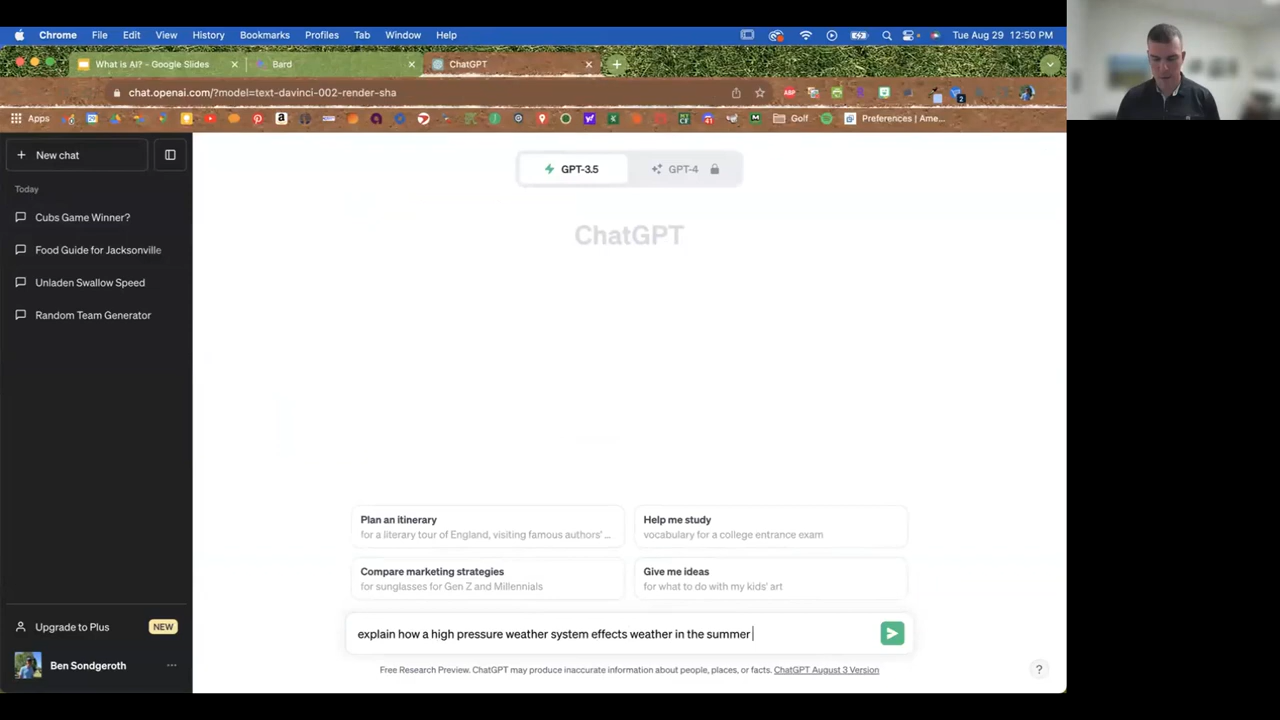 Chrome File Edit View History Bookmarks Profiles Tab Window Help Tue Aug 29 12:50 PM
What is AI? - Google Slides Bard ChatGPT
chat.openai.com/?model=text-davinci-002-render-sha
Apps Golf Preferences | Ame...
New chat
Today
Cubs Game Winner?
Food Guide for Jacksonville
Unladen Swallow Speed
Random Team Generator
Upgrade to Plus NEW
Ben Sondgeroth
GPT-3.5 GPT-4
ChatGPT
Plan an itinerary
for a literary tour of England, visiting famous authors' ...
Help me study
vocabulary for a college entrance exam
Compare marketing strategies
for sunglasses for Gen Z and Millennials
Give me ideas
for what to do with my kids' art
explain how a high pressure weather system effects weather in the summer
Free Research Preview. ChatGPT may produce inaccurate information about people, places, or facts. ChatGPT August 3 Version
?